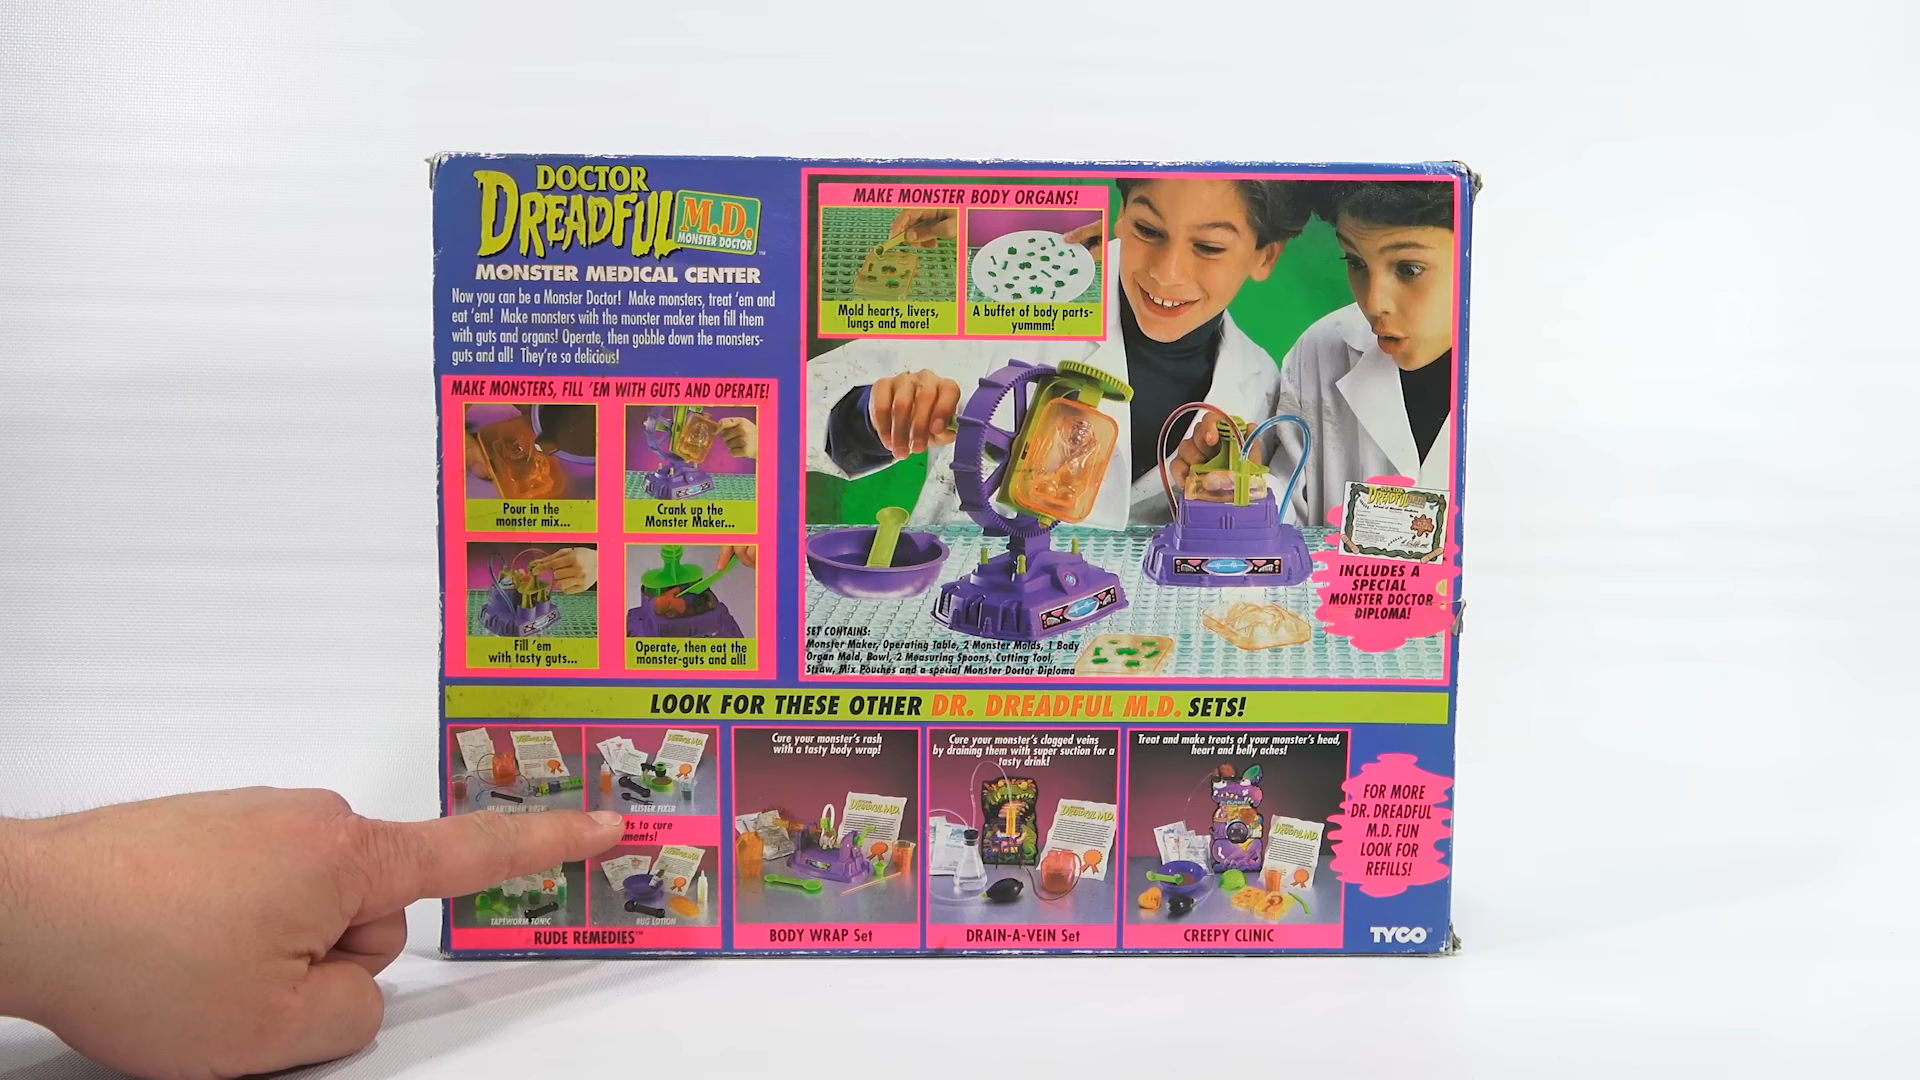 DOCTOR
DREADFUL
M.D.
MONSTER DOCTOR
MONSTER MEDICAL CENTER
Now you can be a Monster Doctor! Make monsters, treat 'em and
eat 'em! Make monsters with the monster maker then fill them
with guts and organs! Operate, then gobble down the monsters-
guts and all! They're so delicious!
MAKE MONSTERS, FILL 'EM WITH GUTS AND OPERATE!
Pour in the
monster mix...
Crank up the
Monster Maker...
Fill 'em
with tasty guts...
Operate, then eat the
monster-guts and all!
MAKE MONSTER BODY ORGANS!
Mold hearts, livers,
lungs and more!
A buffet of body parts-
yummm!
DREADFUL
INCLUDES A
SPECIAL
MONSTER DOCTOR
DIPLOMA!
SET CONTAINS:
Monster Maker, Operating Table, 2 Monster Molds, 1 Body
Organ Mold, Bowl, 2 Measuring Spoons, Cutting Tool,
Straw, Mix Pouches and a special Monster Doctor Diploma
LOOK FOR THESE OTHER DR. DREADFUL M.D. SETS!
HEARTBURN BREW
BLISTER FIXER
to cure
TAPEWORM TONIC
BUG LOTION
RUDE REMEDIES™
Cure your monster's rash
with a tasty body wrap!
DREADFUL M.D.
BODY WRAP Set
Cure your monster's clogged veins
by draining them with super suction for a
tasty drink!
DREADFUL M.D.
DRAIN-A-VEIN Set
Treat and make treats of your monster's head,
heart and belly aches!
DREADFUL M.D.
CREEPY CLINIC
FOR MORE
DR. DREADFUL
M.D. FUN
LOOK FOR
REFILLS!
TYCO®